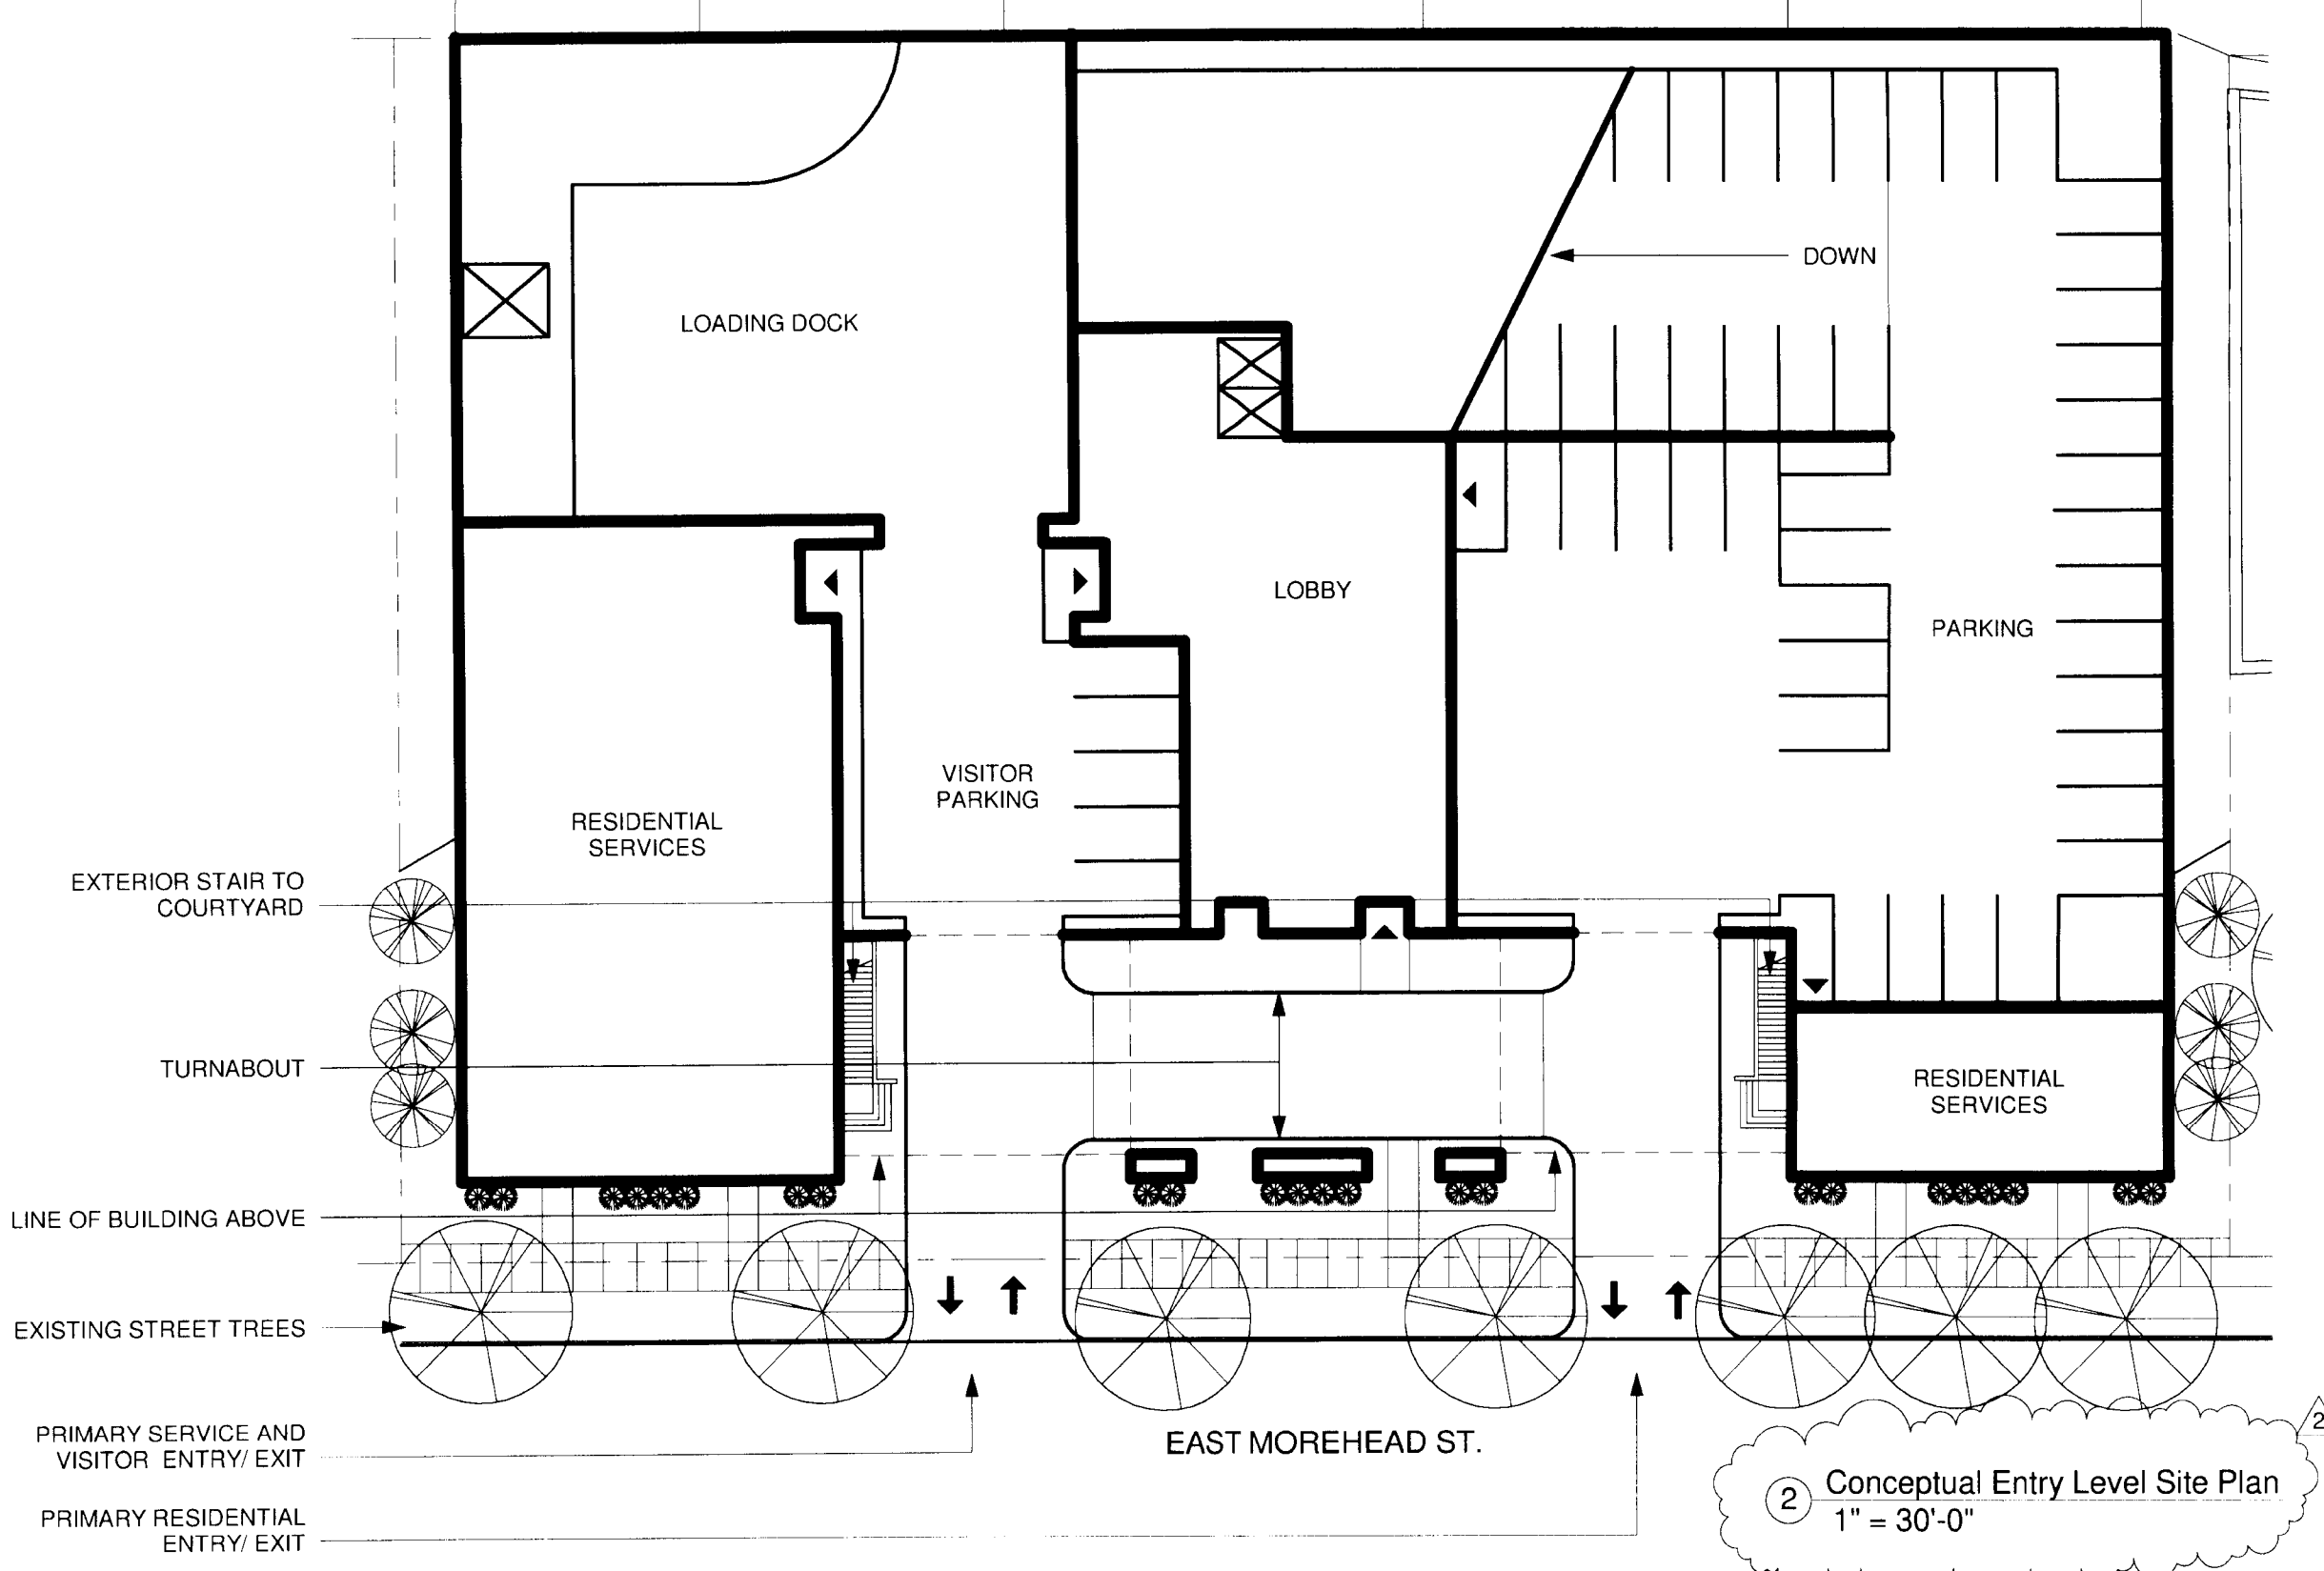 DOWN
LOADING DOCK
LOBBY
PARKING
VISITOR
PARKING
RESIDENTIAL
SERVICES
EXTERIOR STAIR TO
COURTYARD
TURNABOUT
RESIDENTIAL
SERVICES
LINE OF BUILDING ABOVE
EXISTING STREET TREES
PRIMARY SERVICE AND
VISITOR ENTRY/ EXIT
EAST MOREHEAD ST.
PRIMARY RESIDENTIAL
ENTRY/ EXIT
2
2 Conceptual Entry Level Site Plan
1" = 30'-0"